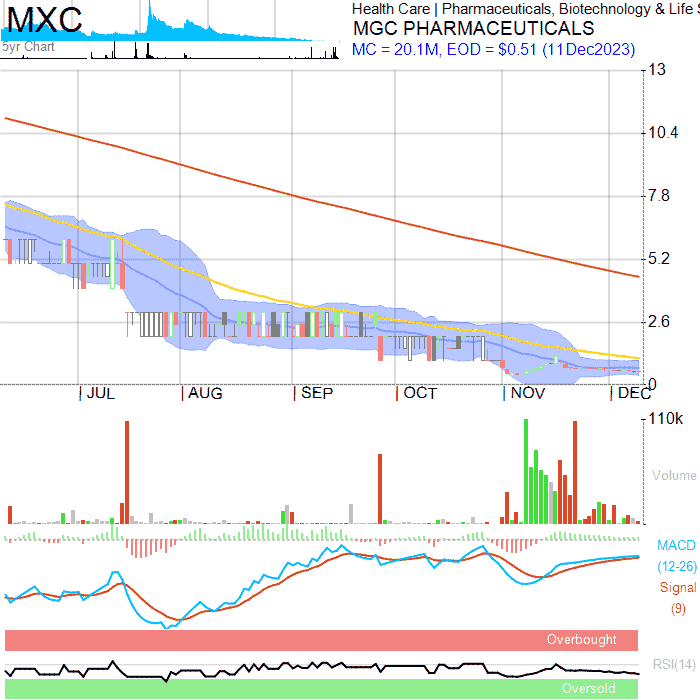 MXC
5yr Chart
Health Care | Pharmaceuticals, Biotechnology & Life S
MGC PHARMACEUTICALS
MC = 20.1M, EOD = $0.51 (11Dec2023)
13
10.4
7.8
5.2
2.6
0
JUL AUG SEP OCT NOV DEC
110k
Volume
MACD
(12-26)
Signal
(9)
Overbought
RSI(14)
Oversold